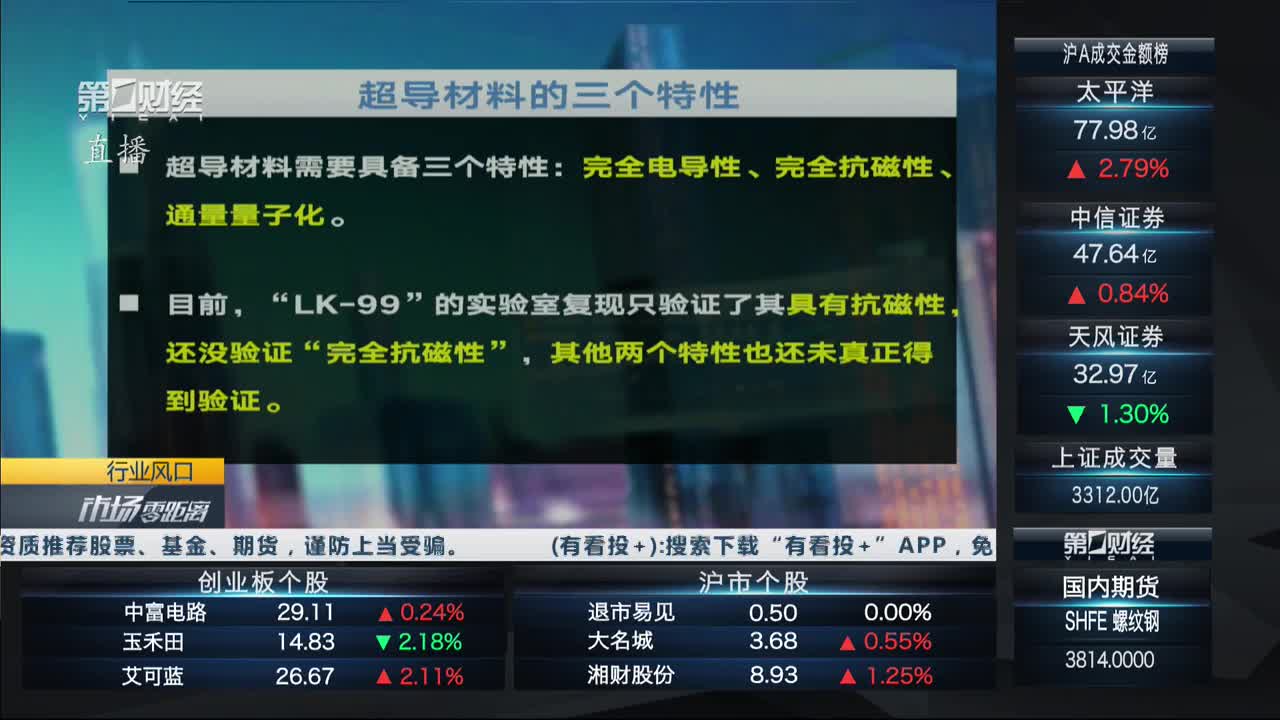 超导材料的三个特性
第一财经
YICAI
直播
超导材料需要具备三个特性：完全电导性、完全抗磁性、
通量量子化。
目前，“LK-99”的实验室复现只验证了其具有抗磁性，
还没验证“完全抗磁性”，其他两个特性也还未真正得
到验证。
行业风口
市场零距离
资质推荐股票、基金、期货，谨防上当受骗。 (有看投+):搜索下载“有看投+”APP，免
创业板个股
中富电路 29.11 ▲0.24%
玉禾田 14.83 ▼2.18%
艾可蓝 26.67 ▲2.11%
沪市个股
退市易见 0.50 0.00%
大名城 3.68 ▲0.55%
湘财股份 8.93 ▲1.25%
沪A成交金额榜
太平洋
77.98亿
▲2.79%
中信证券
47.64亿
▲0.84%
天风证券
32.97亿
▼1.30%
上证成交量
3312.00亿
第一财经
YICAI
国内期货
SHFE 螺纹钢
3814.0000